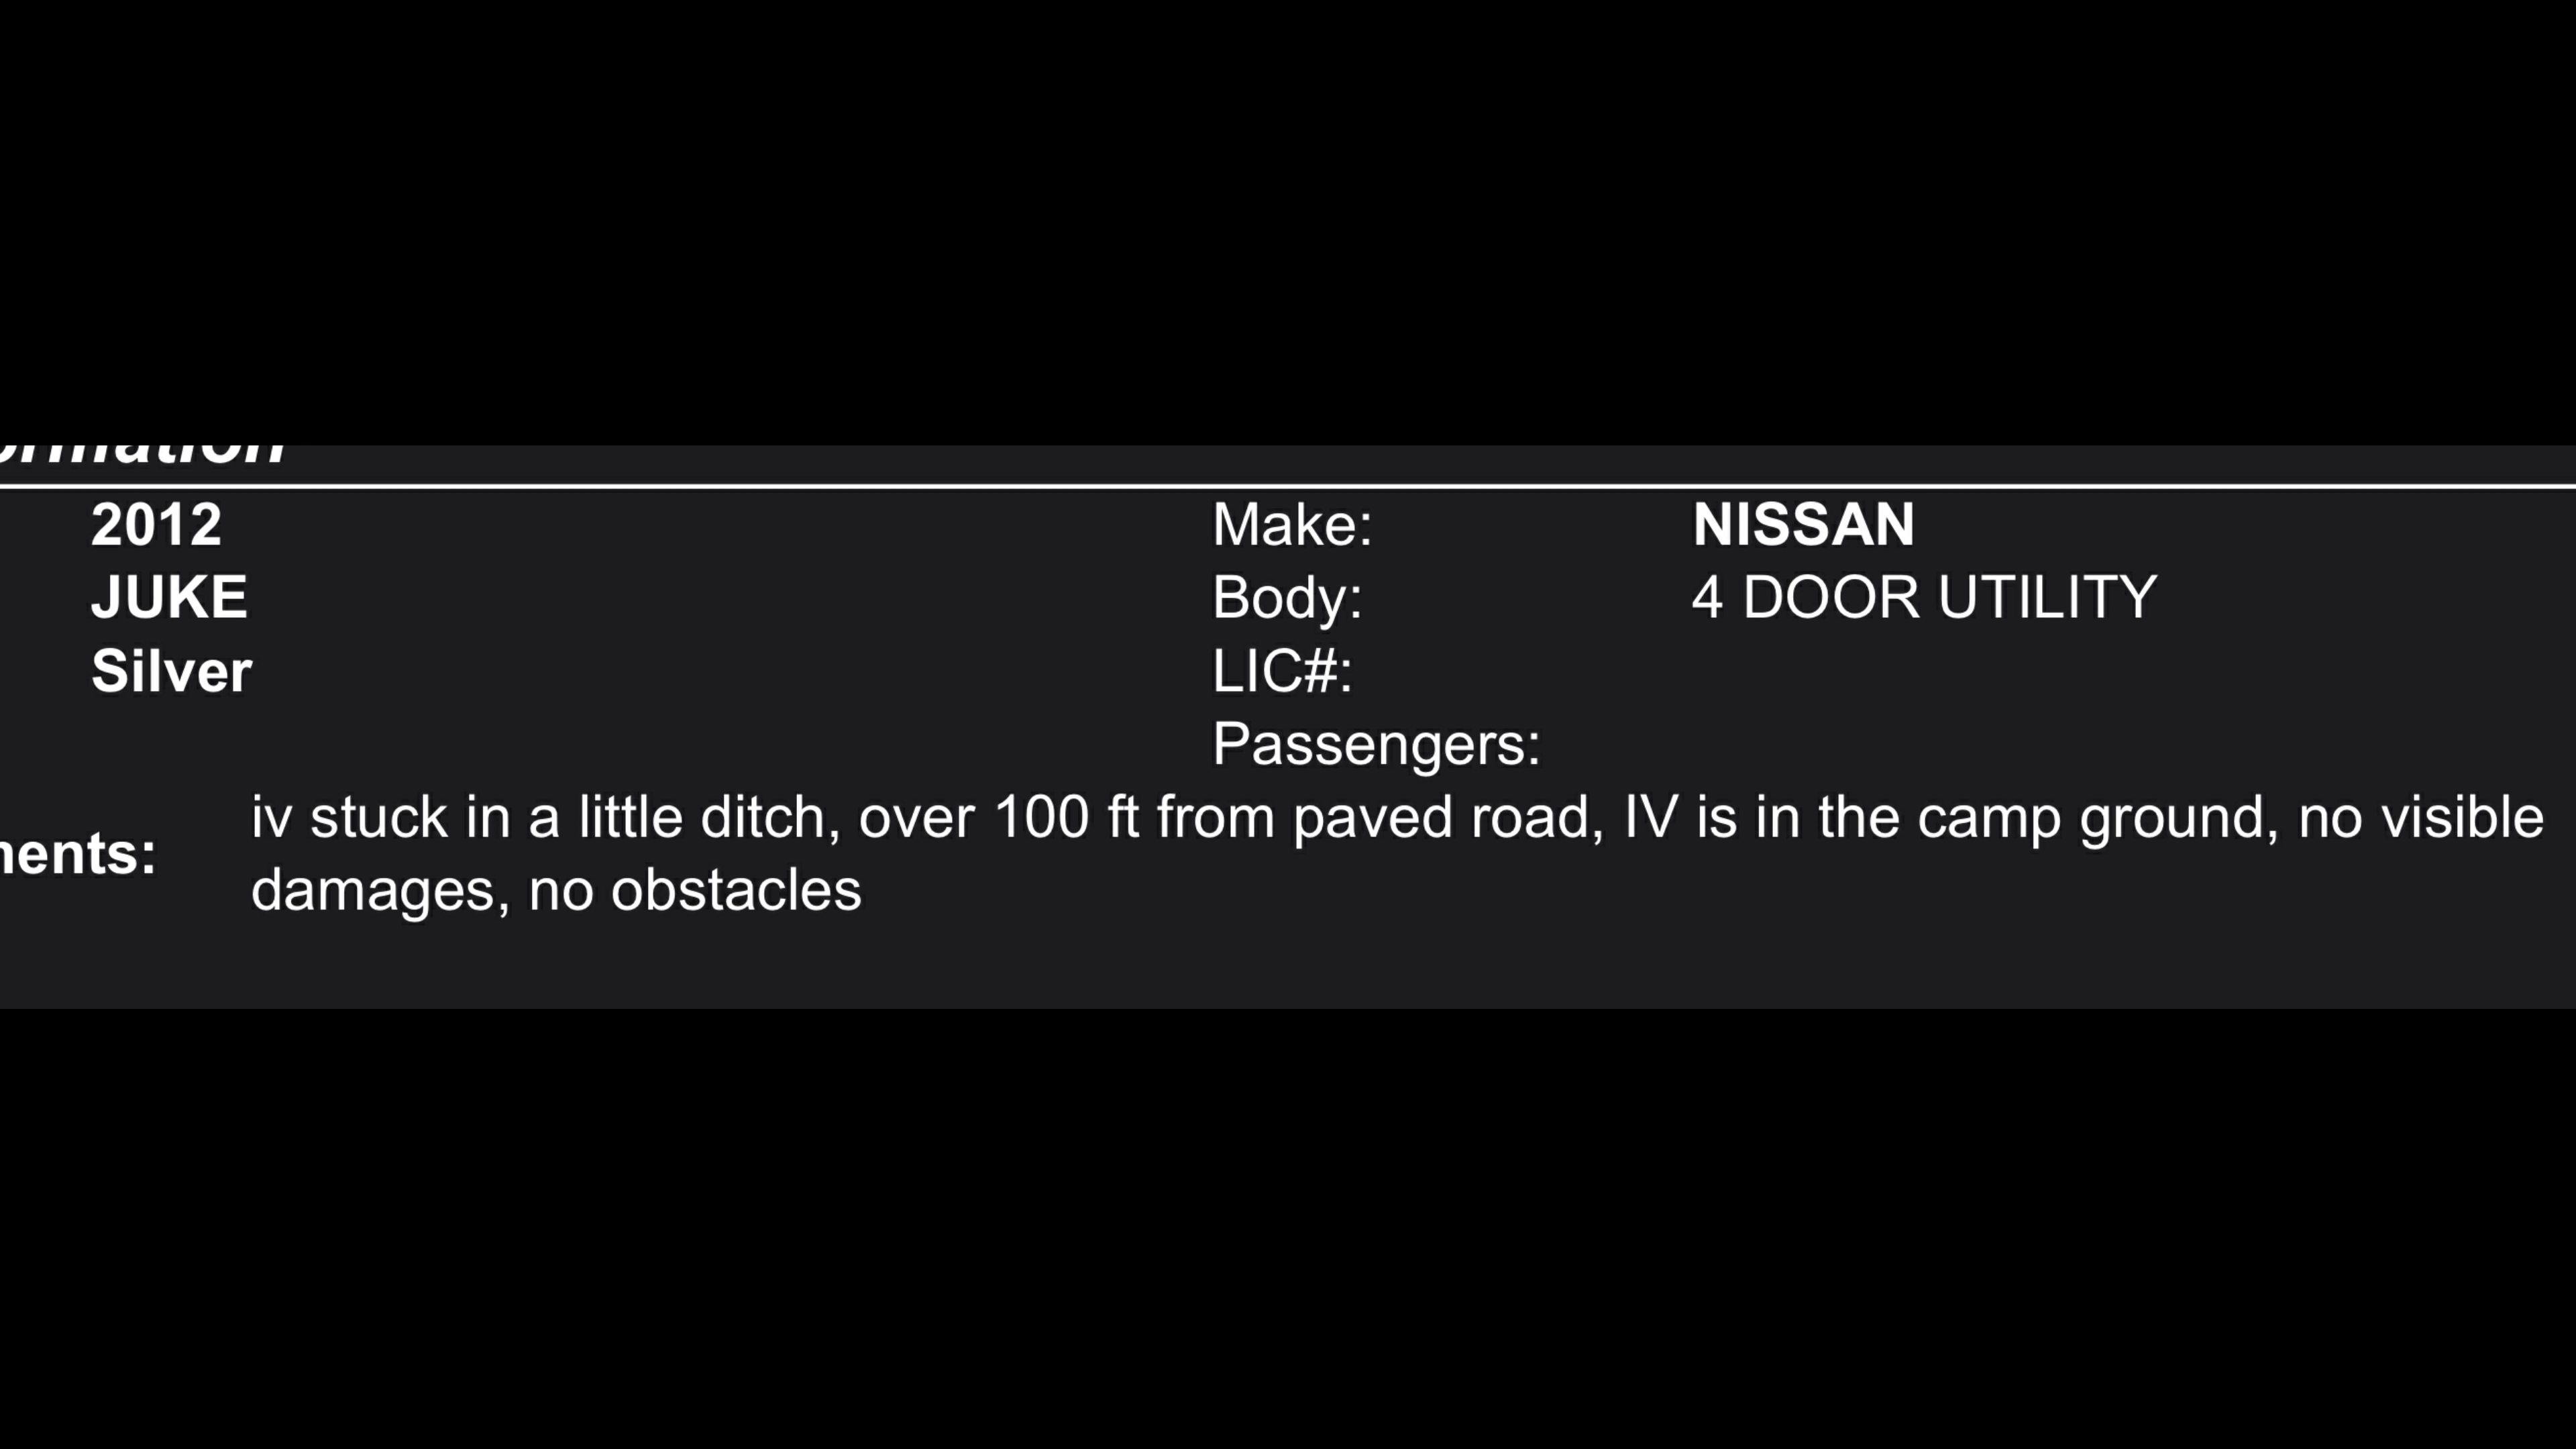 2012 Make: NISSAN
JUKE Body: 4 DOOR UTILITY
Silver LIC#:
Passengers:
iv stuck in a little ditch, over 100 ft from paved road, IV is in the camp ground, no visible
damages, no obstacles